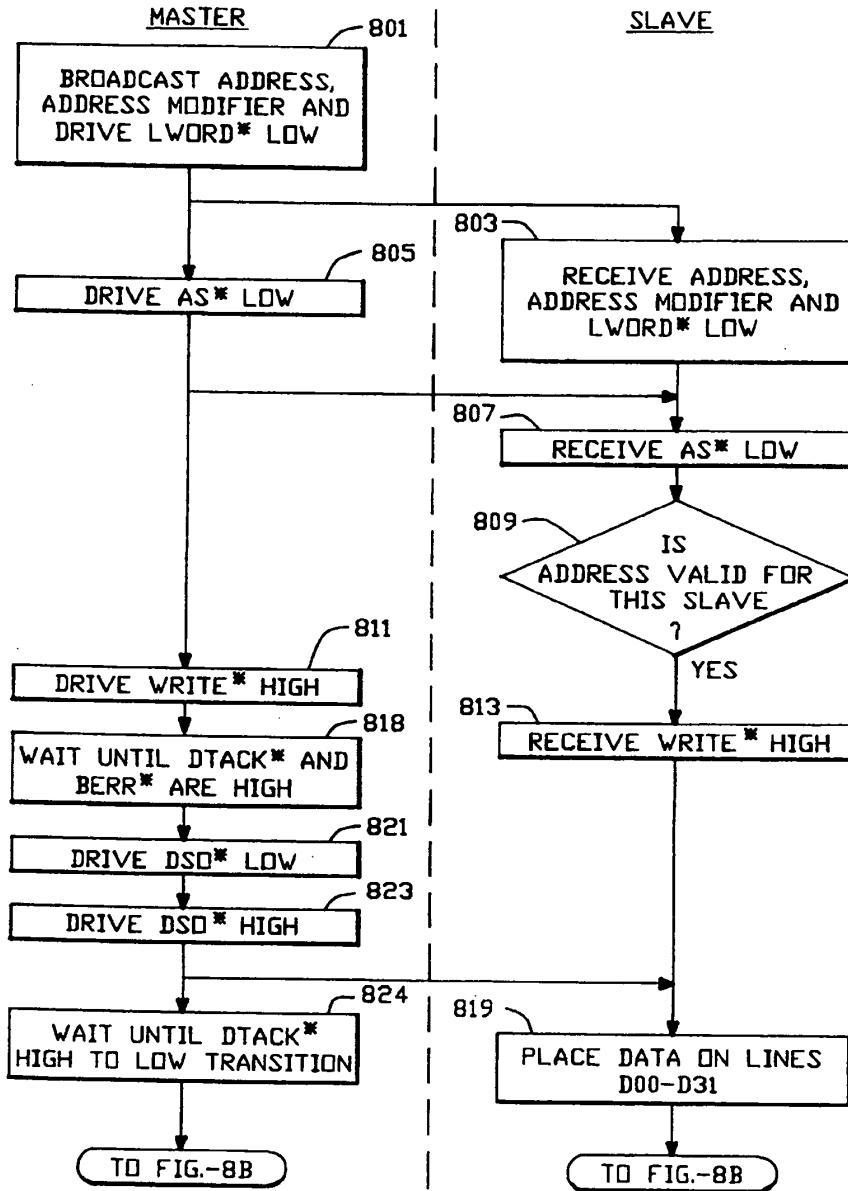 MASTER
SLAVE
801
BROADCAST ADDRESS,
ADDRESS MODIFIER AND
DRIVE LWORD* LOW
803
RECEIVE ADDRESS,
ADDRESS MODIFIER AND
LWORD* LOW
805
DRIVE AS* LOW
807
RECEIVE AS* LOW
809
IS
ADDRESS VALID FOR
THIS SLAVE
?
YES
811
DRIVE WRITE* HIGH
813
RECEIVE WRITE* HIGH
818
WAIT UNTIL DTACK* AND
BERR* ARE HIGH
821
DRIVE DS0* LOW
823
DRIVE DS0* HIGH
824
WAIT UNTIL DTACK*
HIGH TO LOW TRANSITION
819
PLACE DATA ON LINES
D00-D31
TO FIG.-8B
TO FIG.-8B